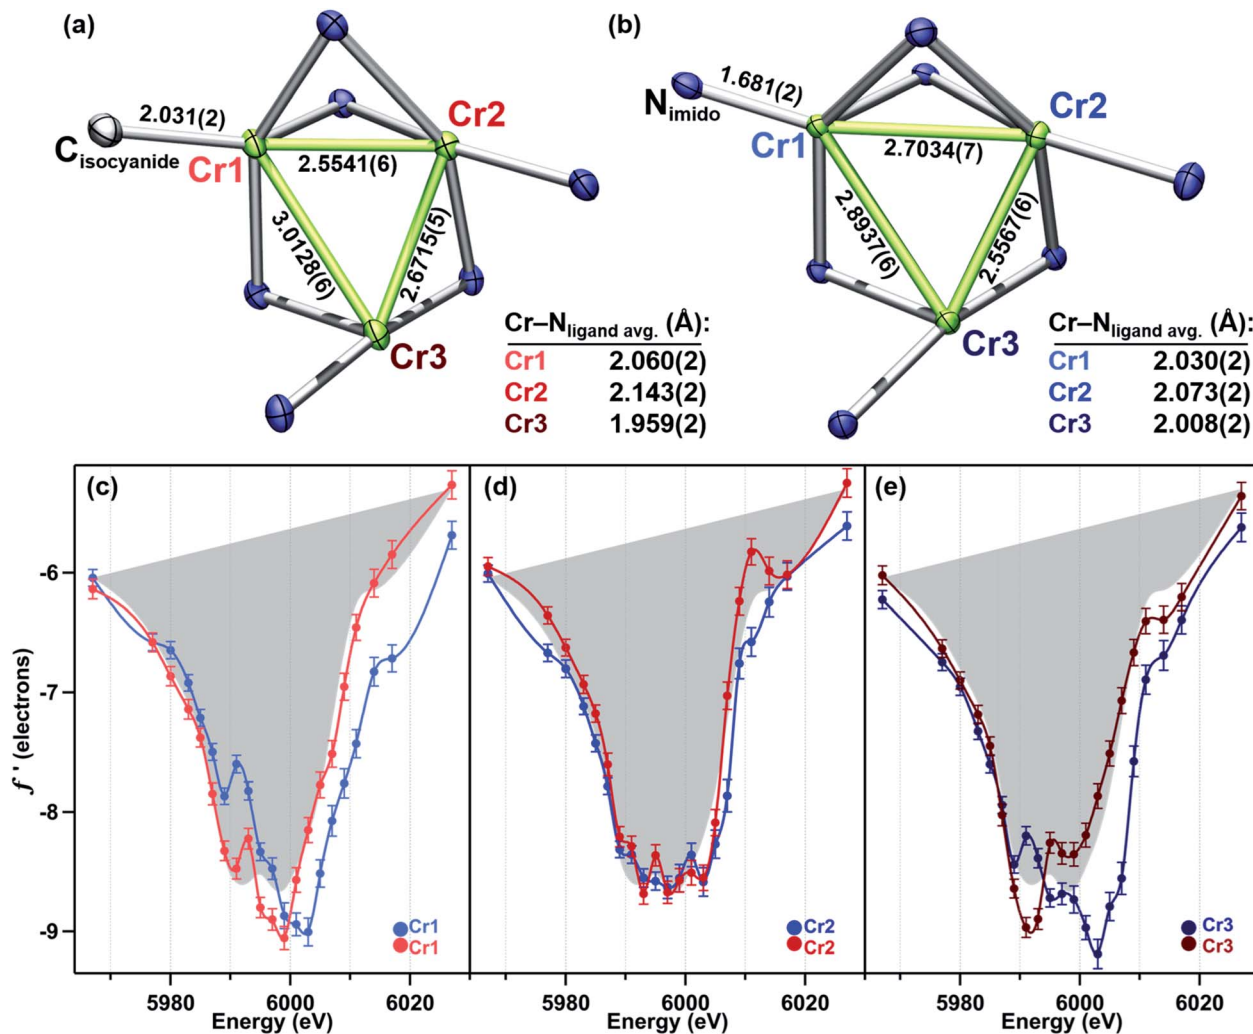 (a)
2.031(2)
C isocyanide
Cr1
Cr2
2.5541(6)
3.0128(6)
2.6715(5)
Cr3
Cr–N ligand avg. (Å):
Cr1 2.060(2)
Cr2 2.143(2)
Cr3 1.959(2)
(b)
1.681(2)
N imido
Cr1
Cr2
2.7034(7)
2.8937(6)
2.5567(6)
Cr3
Cr–N ligand avg. (Å):
Cr1 2.030(2)
Cr2 2.073(2)
Cr3 2.008(2)
f ' (electrons)
-6
-7
-8
-9
(c)
Cr1
Cr1
5980 6000 6020
Energy (eV)
(d)
Cr2
Cr2
5980 6000 6020
Energy (eV)
(e)
Cr3
Cr3
5980 6000 6020
Energy (eV)